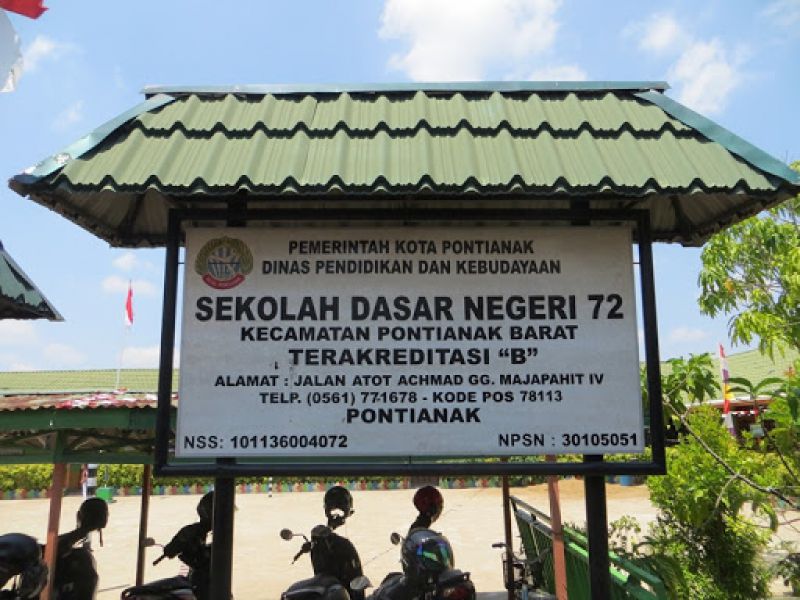 PEMERINTAH KOTA PONTIANAK
DINAS PENDIDIKAN DAN KEBUDAYAAN
SEKOLAH DASAR NEGERI 72
KECAMATAN PONTIANAK BARAT
TERAKREDITASI “B”
ALAMAT : JALAN ATOT ACHMAD GG. MAJAPAHIT IV
TELP. (0561) 771678 - KODE POS 78113
PONTIANAK
NSS: 101136004072
NPSN : 30105051